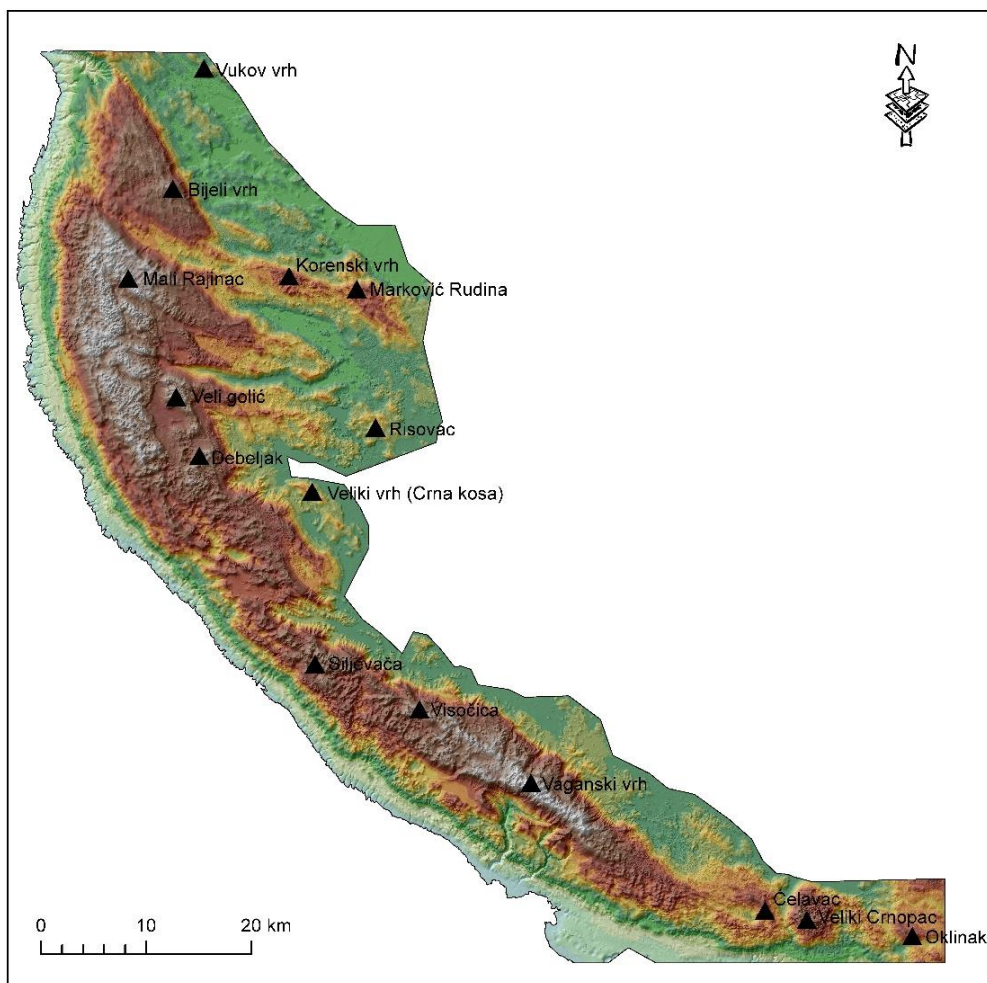 N
Vukov vrh
Bijeli vrh
Korenski vrh
Mali Rajinac
Marković Rudina
Veli golić
Risovac
Debeljak
Veliki vrh (Crna kosa)
Siljevača
Visočica
Vaganski vrh
Čelavac
Veliki Crnopac
Oklinak
0 10 20 km